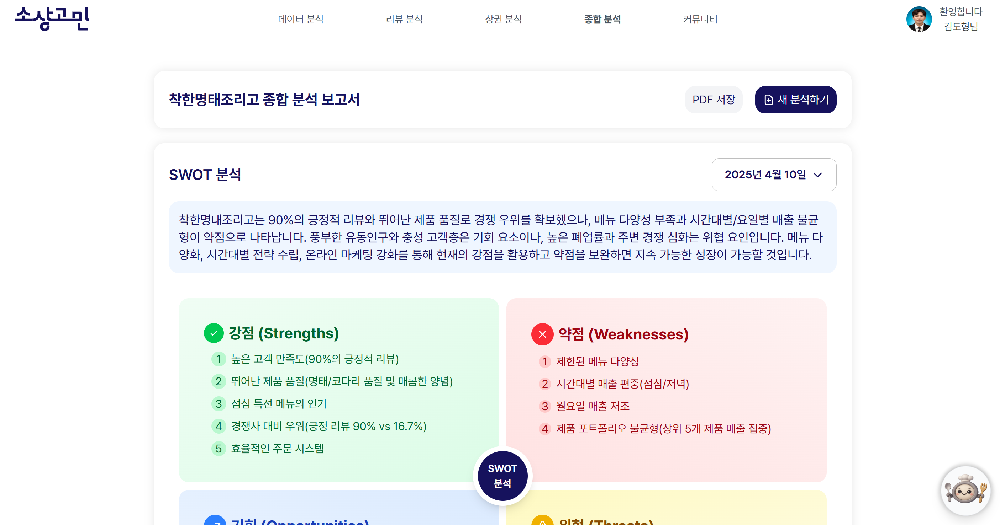 소상고민
데이터 분석
리뷰 분석
상권 분석
종합 분석
커뮤니티
환영합니다
김도형님
착한명태조리고 종합 분석 보고서
PDF 저장
새 분석하기
SWOT 분석
2025년 4월 10일
착한명태조리고는 90%의 긍정적 리뷰와 뛰어난 제품 품질로 경쟁 우위를 확보했으나, 메뉴 다양성 부족과 시간대별/요일별 매출 불균
형이 약점으로 나타납니다. 풍부한 유동인구와 충성 고객층은 기회 요소이나, 높은 폐업률과 주변 경쟁 심화는 위협 요인입니다. 메뉴 다
양화, 시간대별 전략 수립, 온라인 마케팅 강화를 통해 현재의 강점을 활용하고 약점을 보완하면 지속 가능한 성장이 가능할 것입니다.
강점 (Strengths)
1 높은 고객 만족도(90%의 긍정적 리뷰)
2 뛰어난 제품 품질(명태/코다리 품질 및 매콤한 양념)
3 점심 특선 메뉴의 인기
4 경쟁사 대비 우위(긍정 리뷰 90% vs 16.7%)
5 효율적인 주문 시스템
약점 (Weaknesses)
1 제한된 메뉴 다양성
2 시간대별 매출 편중(점심/저녁)
3 월요일 매출 저조
4 제품 포트폴리오 불균형(상위 5개 제품 매출 집중)
SWOT
분석
기회 (Opportunities)
위협 (Threats)